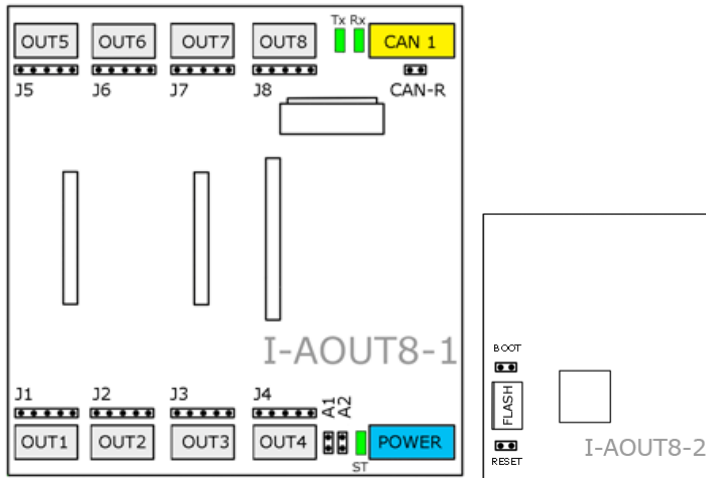 Tx Rx
OUT5 OUT6 OUT7 OUT8 CAN 1
J5 J6 J7 J8 CAN-R
I-AOUT8-1
J1 J2 J3 J4 A1 A2
OUT1 OUT2 OUT3 OUT4 POWER
ST
BOOT
FLASH
I-AOUT8-2
RESET